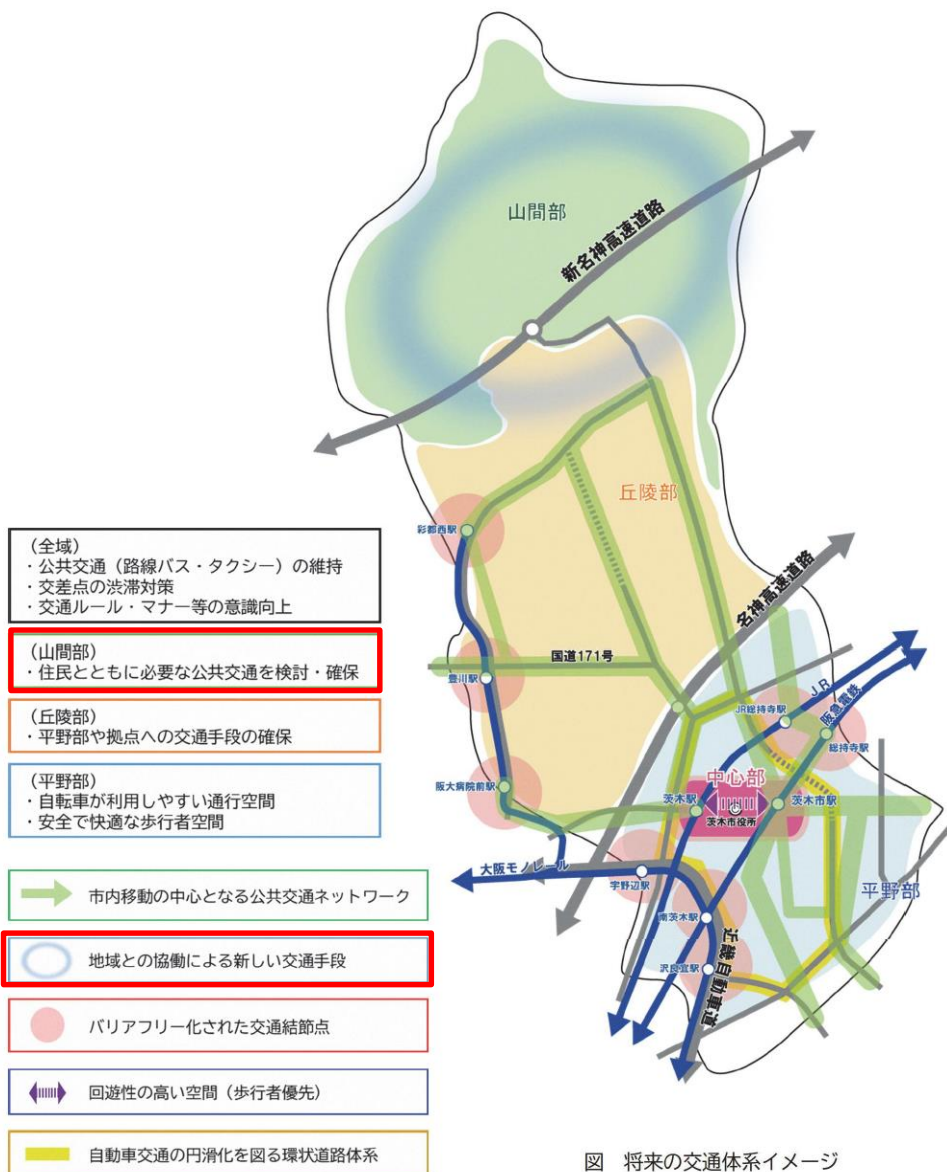 山間部
新名神高速道路
丘陵部
彩都西駅
名神高速道路
国道171号
豊川駅
JR
阪急電鉄
JR総持寺駅
総持寺駅
阪大病院前駅
中心部
茨木駅
茨木市駅
茨木市役所
大阪モノレール
宇野辺駅
平野部
南茨木駅
沢良宜駅
近畿自動車道
(全域)
・公共交通(路線バス・タクシー)の維持
・交差点の渋滞対策
・交通ルール・マナー等の意識向上
(山間部)
・住民とともに必要な公共交通を検討・確保
(丘陵部)
・平野部や拠点への交通手段の確保
(平野部)
・自転車が利用しやすい通行空間
・安全で快適な歩行者空間
市内移動の中心となる公共交通ネットワーク
地域との協働による新しい交通手段
バリアフリー化された交通結節点
回遊性の高い空間(歩行者優先)
自動車交通の円滑化を図る環状道路体系
図 将来の交通体系イメージ